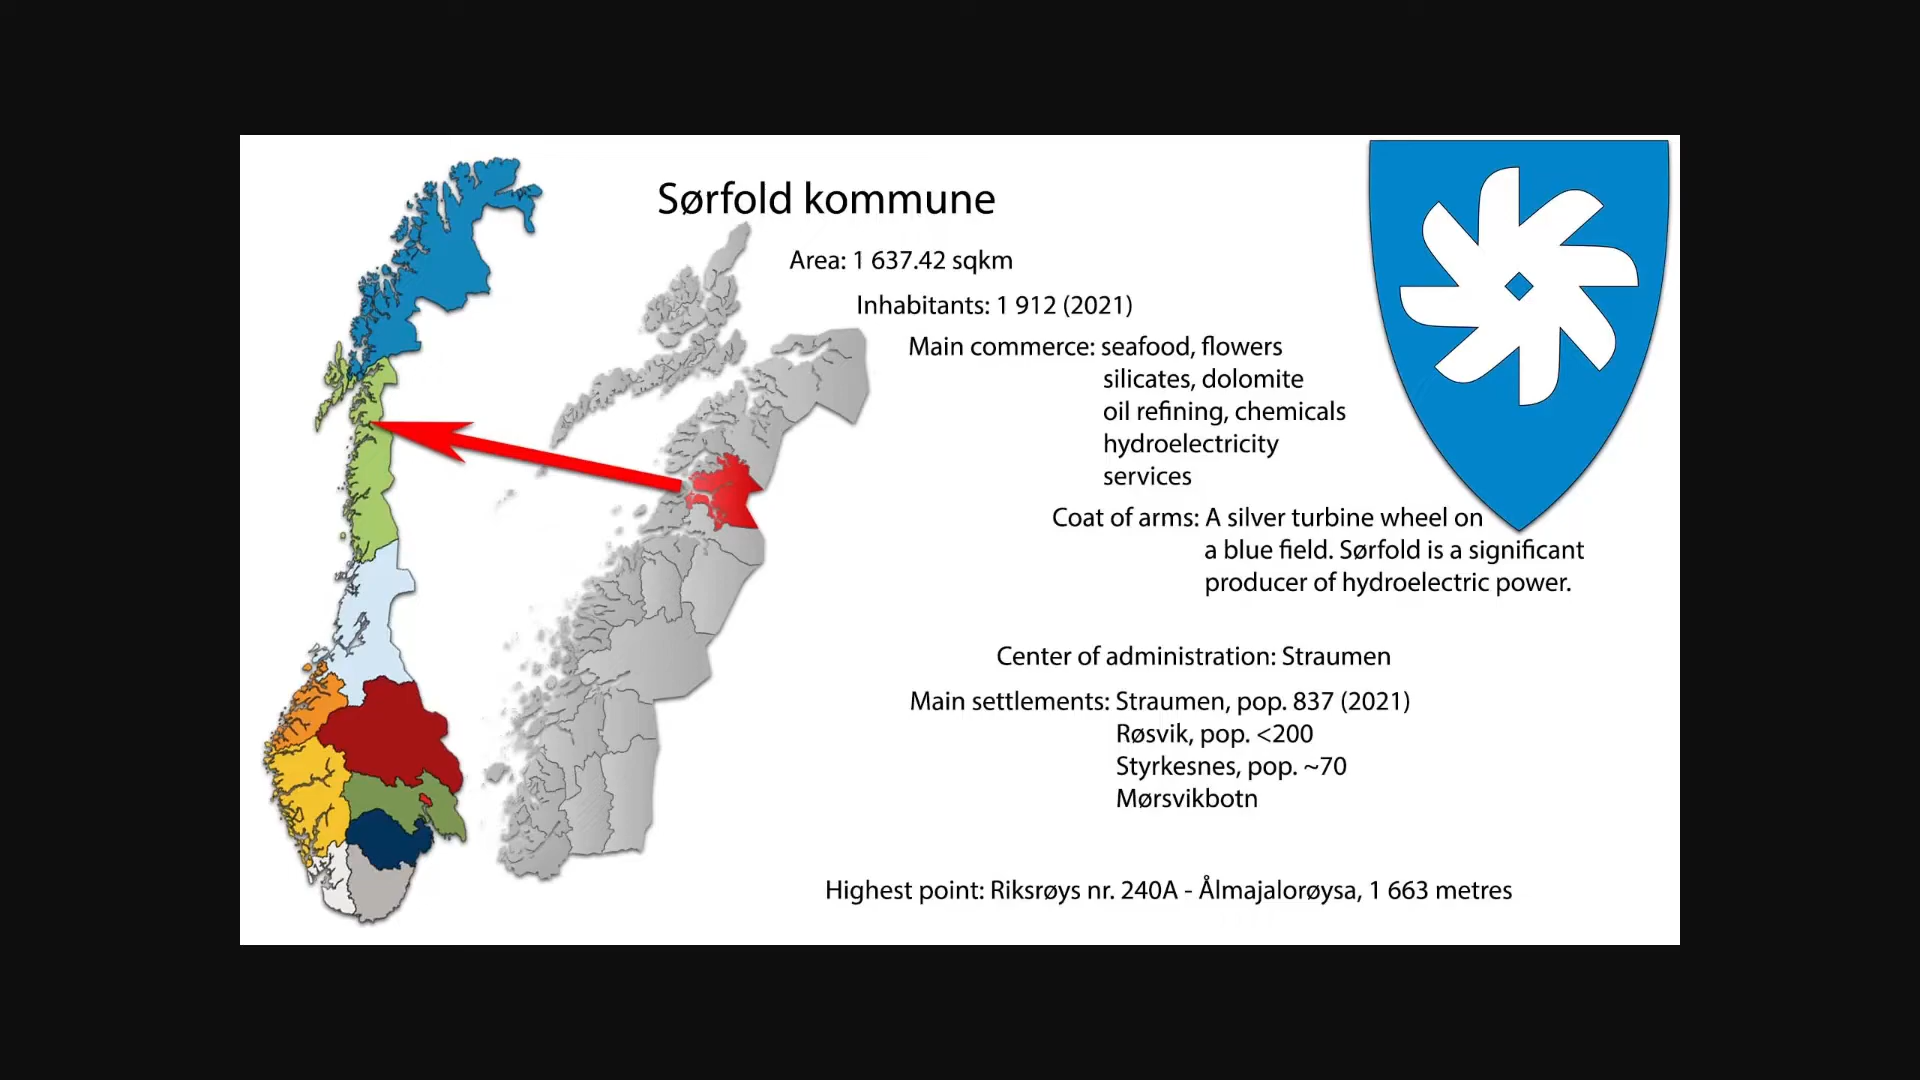 Sørfold kommune
Area: 1 637.42 sqkm
Inhabitants: 1 912 (2021)
Main commerce: seafood, flowers
silicates, dolomite
oil refining, chemicals
hydroelectricity
services
Coat of arms: A silver turbine wheel on
a blue field. Sørfold is a significant
producer of hydroelectric power.
Center of administration: Straumen
Main settlements: Straumen, pop. 837 (2021)
Røsvik, pop. <200
Styrkesnes, pop. ~70
Mørsvikbotn
Highest point: Riksrøys nr. 240A - Ålmajalorøysa, 1 663 metres